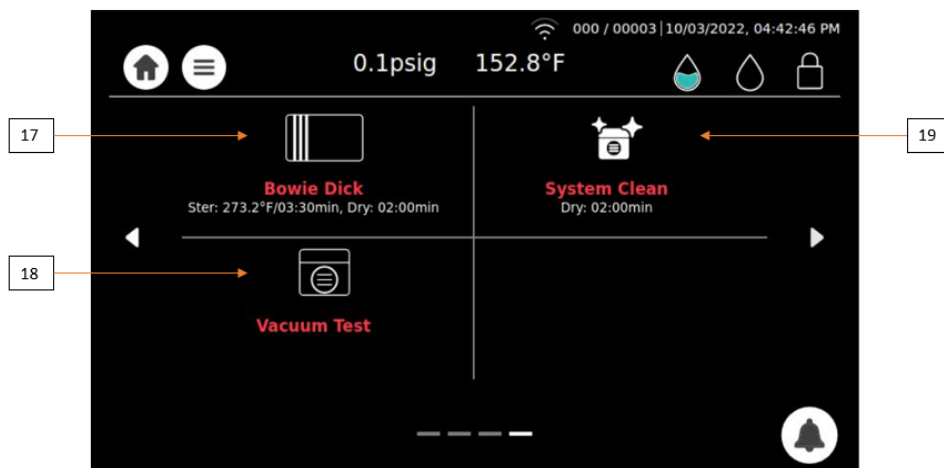 000 / 00003 | 10/03/2022, 04:42:46 PM
0.1psig 152.8°F
17
Bowie Dick
Ster: 273.2°F/03:30min, Dry: 02:00min
19
System Clean
Dry: 02:00min
18
Vacuum Test